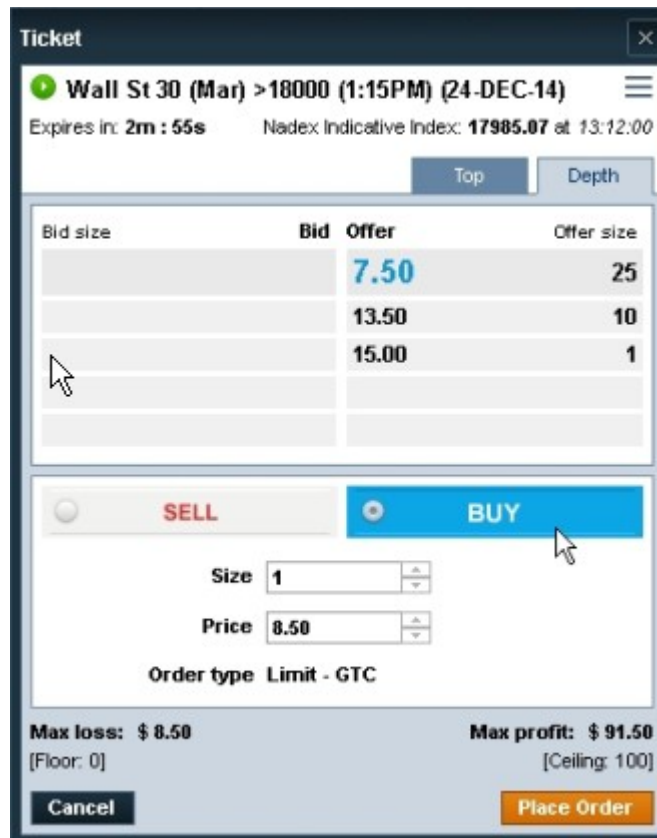 Ticket
Wall St 30 (Mar) >18000 (1:15PM) (24-DEC-14)
Expires in: 2m : 55s Nadex Indicative Index: 17985.07 at 13:12:00
Top Depth
Bid size Bid Offer Offer size
7.50 25
13.50 10
15.00 1
SELL BUY
Size 1
Price 8.50
Order type Limit - GTC
Max loss: $ 8.50 Max profit: $ 91.50
[Floor: 0] [Ceiling: 100]
Cancel Place Order